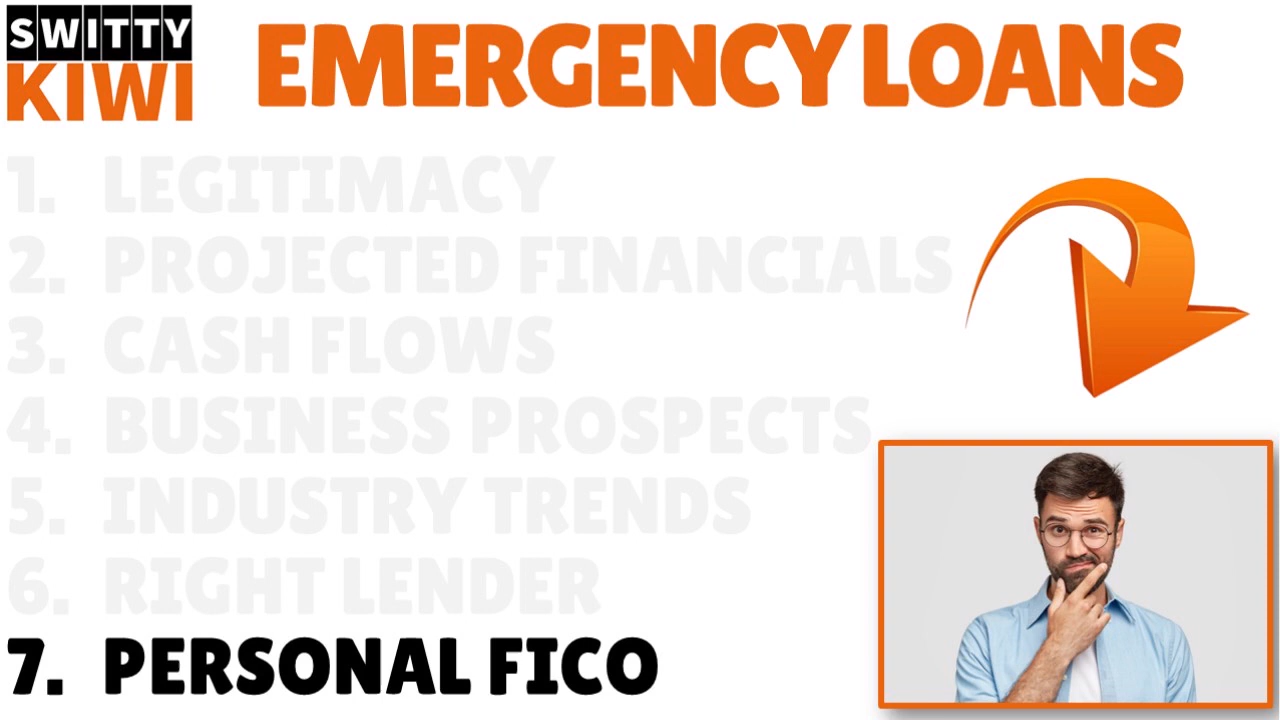 SWITTY
KIWI
EMERGENCY LOANS
1. LEGITIMACY
2. PROJECTED FINANCIALS
3. CASH FLOWS
4. BUSINESS PROSPECTS
5. INDUSTRY TRENDS
6. RIGHT LENDER
7. PERSONAL FICO